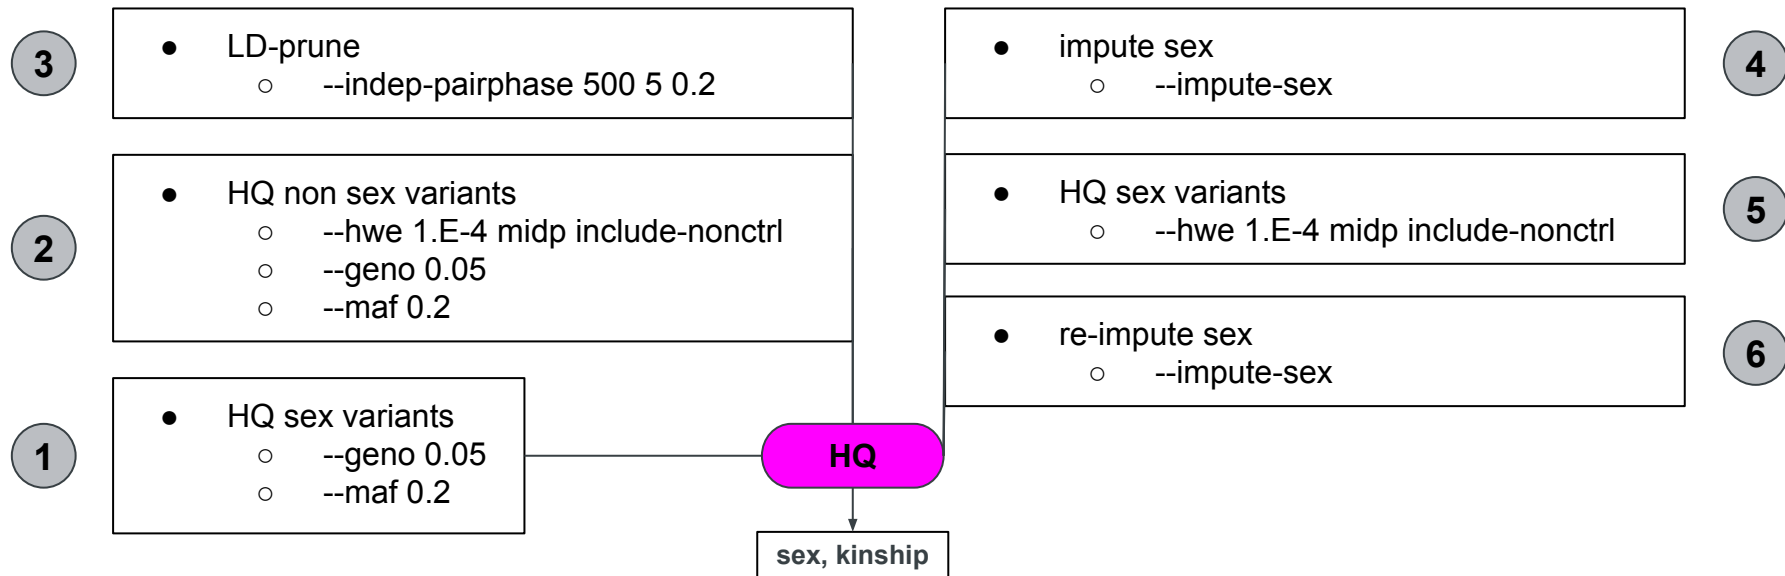 3
● LD-prune
○ --indep-pairphase 500 5 0.2
2
● HQ non sex variants
○ --hwe 1.E-4 midp include-nonctrl
○ --geno 0.05
○ --maf 0.2
1
● HQ sex variants
○ --geno 0.05
○ --maf 0.2
4
● impute sex
○ --impute-sex
5
● HQ sex variants
○ --hwe 1.E-4 midp include-nonctrl
6
● re-impute sex
○ --impute-sex
HQ
sex, kinship